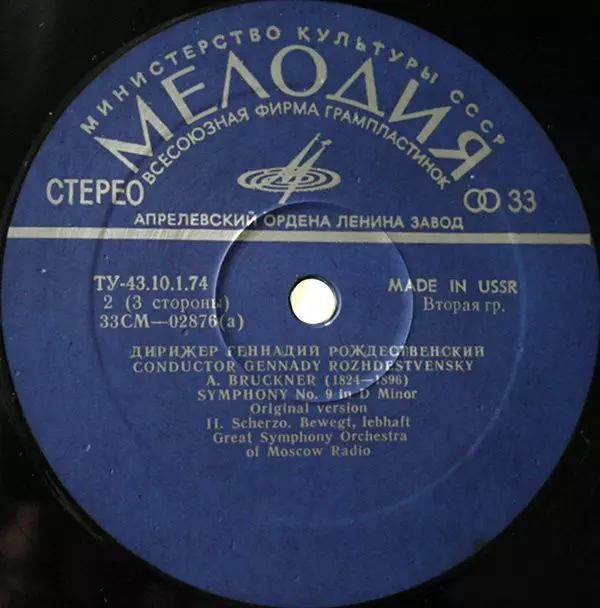 МИНИСТЕРСТВО КУЛЬТУРЫ СССР
МЕЛОДИЯ
ВСЕСОЮЗНАЯ ФИРМА ГРАМПЛАСТИНОК
СТЕРЕО
33
АПРЕЛЕВСКИЙ ОРДЕНА ЛЕНИНА ЗАВОД
ТУ-43.10.1.74
MADE IN USSR
2 (3 стороны)
Вторая гр.
33СМ—02876(а)
ДИРИЖЕР ГЕННАДИЙ РОЖДЕСТВЕНСКИЙ
CONDUCTOR GENNADY ROZHDESTVENSKY
A. BRUCKNER (1824—1896)
SYMPHONY No. 9 in D Minor
Original version
II. Scherzo. Bewegt, lebhaft
Great Symphony Orchestra
of Moscow Radio